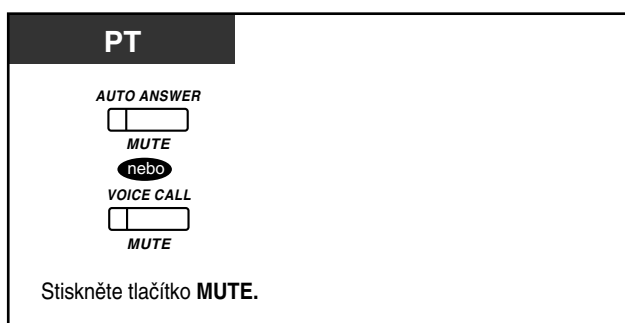 PT
AUTO ANSWER
MUTE
nebo
VOICE CALL
MUTE
Stiskněte tlačítko MUTE.